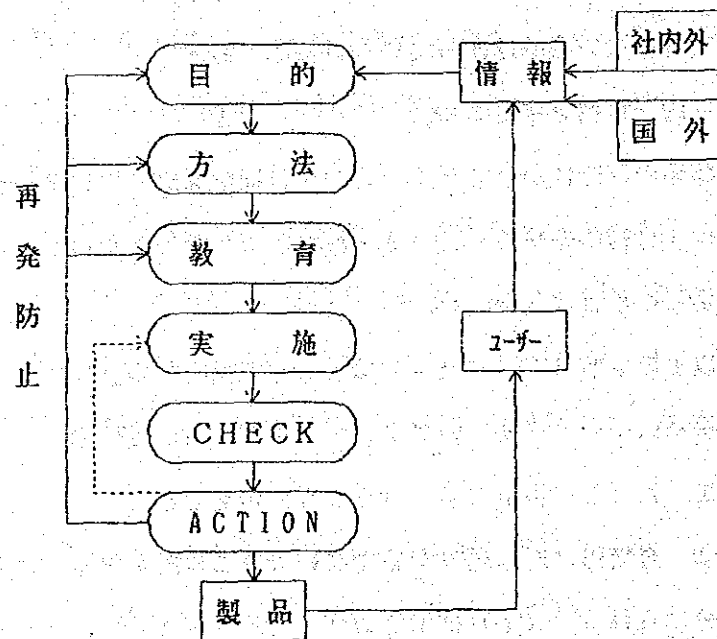 社内外
目的
情報
国外
方法
再発防止
教育
実施
ユーザー
CHECK
ACTION
製品